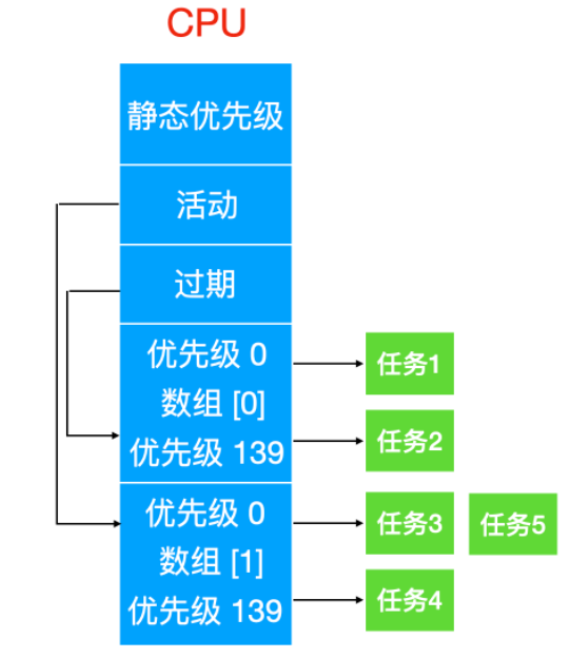 CPU
静态优先级
活动
过期
优先级 0
数组 [0]
优先级 139
任务1
任务2
优先级 0
数组 [1]
优先级 139
任务3
任务5
任务4